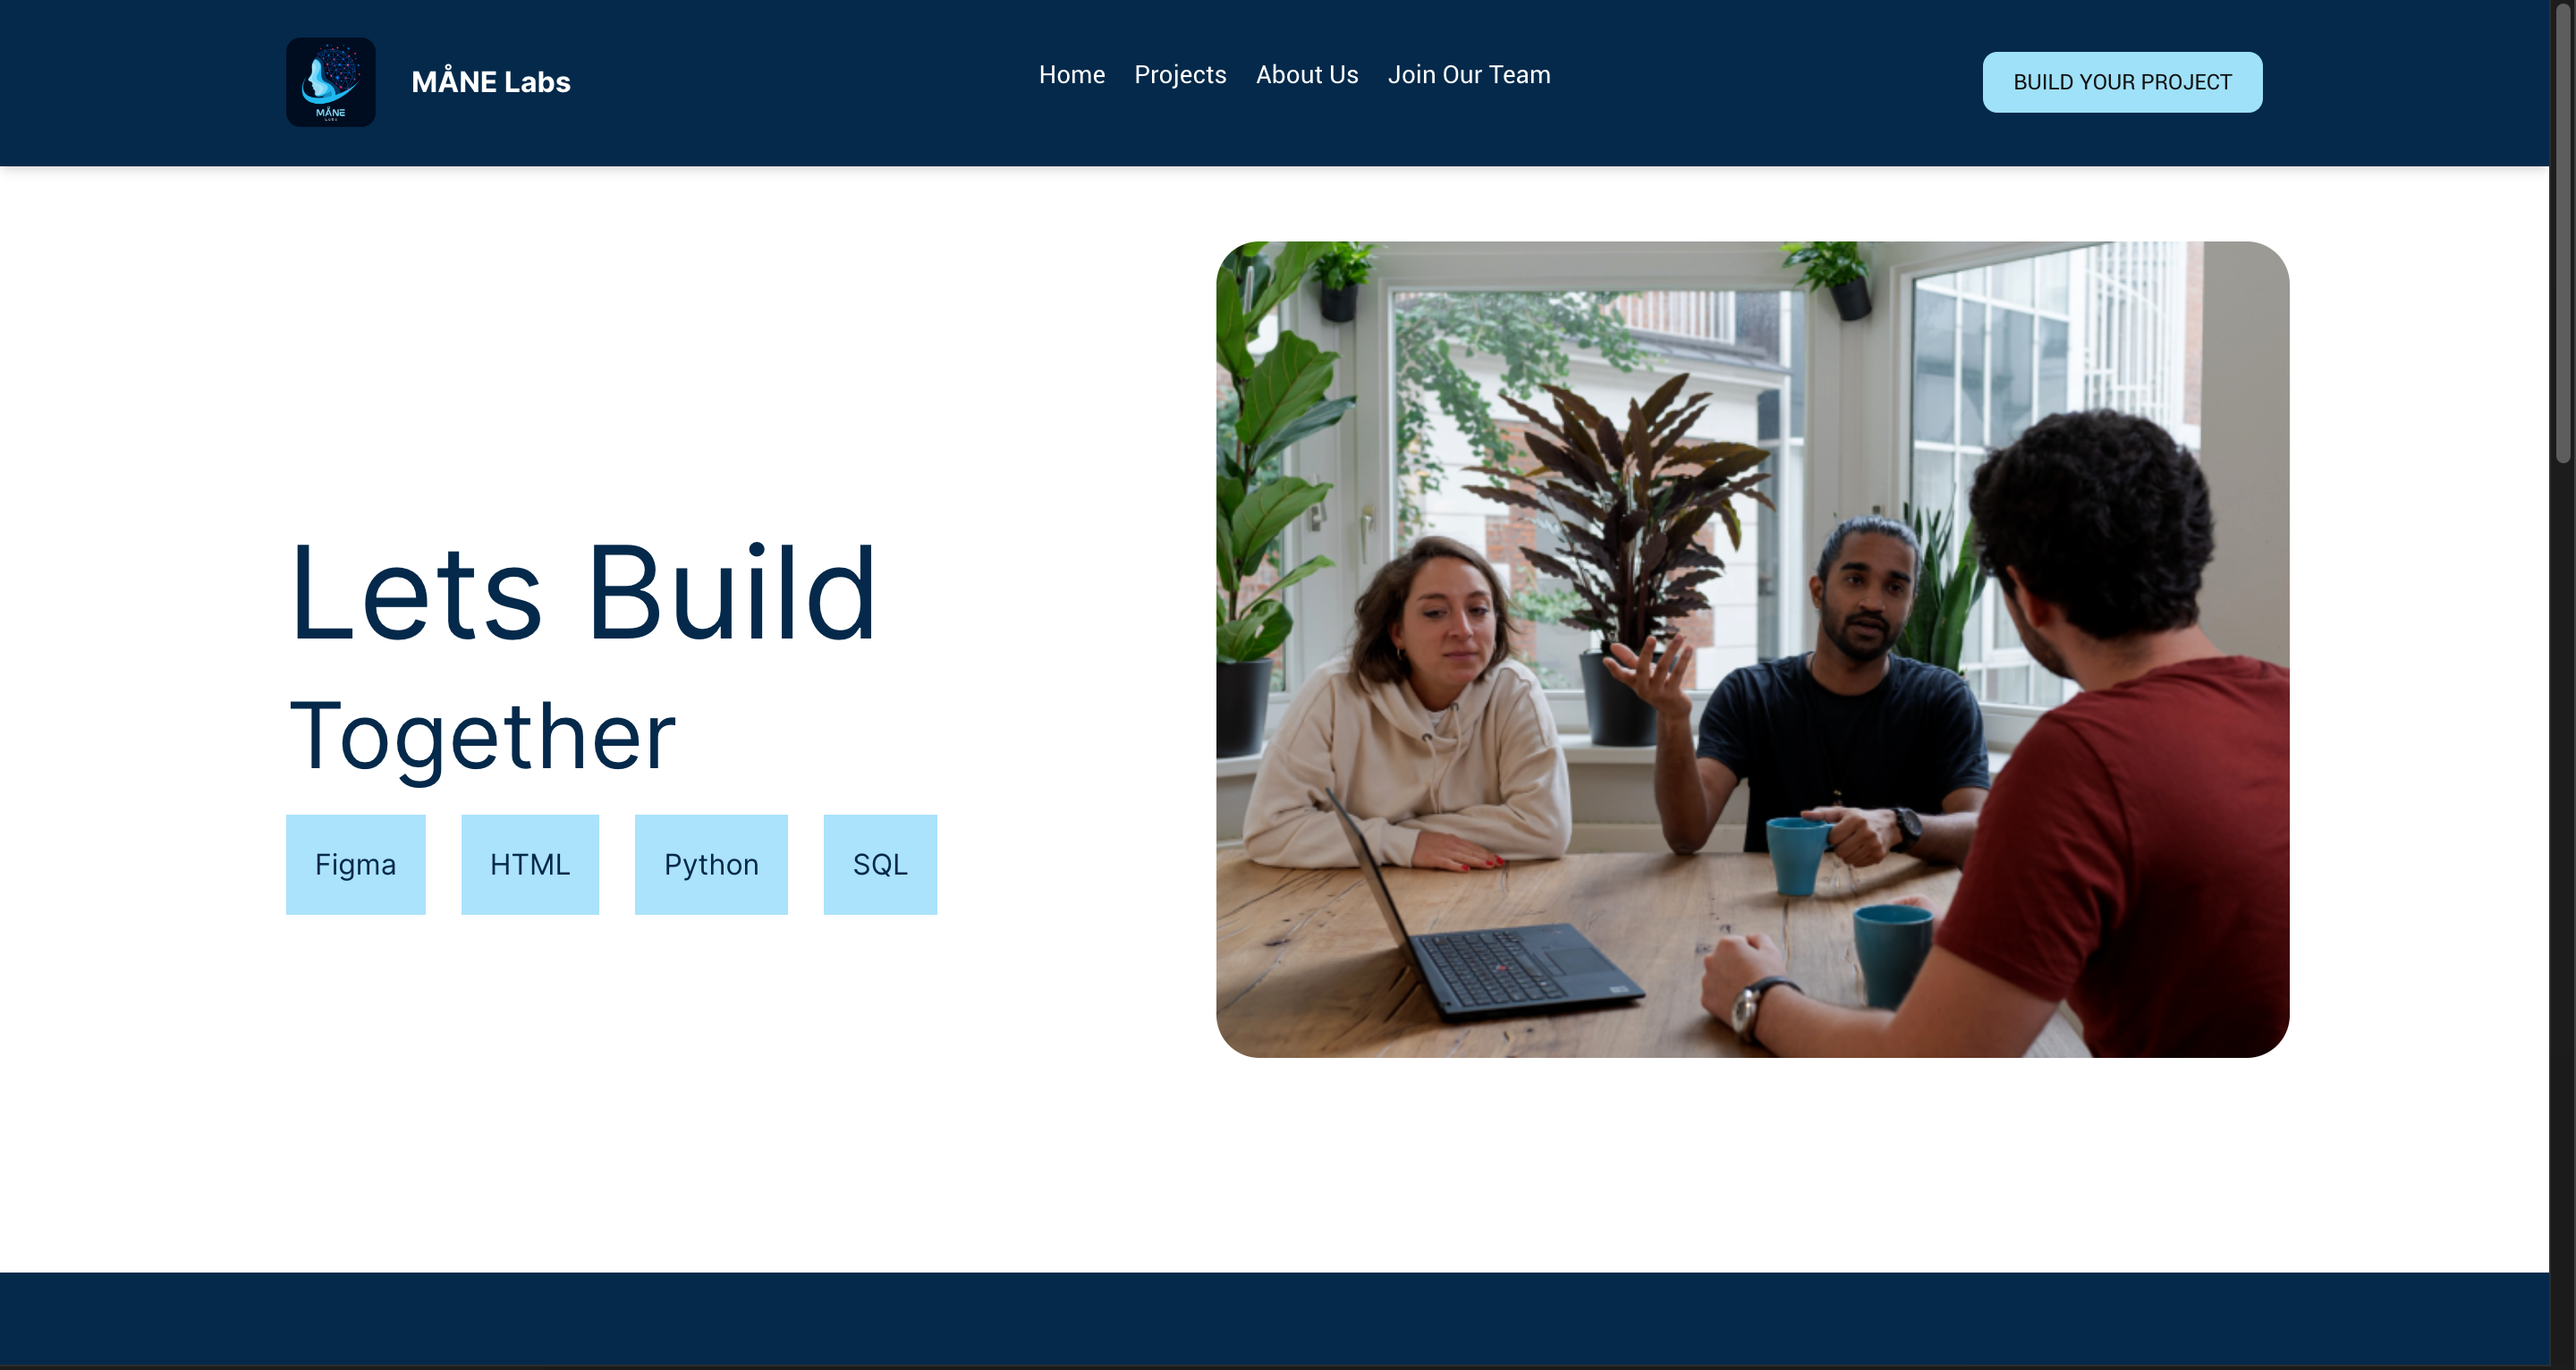 MÅNE
LABS
MÅNE Labs
Home Projects About Us Join Our Team
BUILD YOUR PROJECT
Lets Build
Together
Figma HTML Python SQL